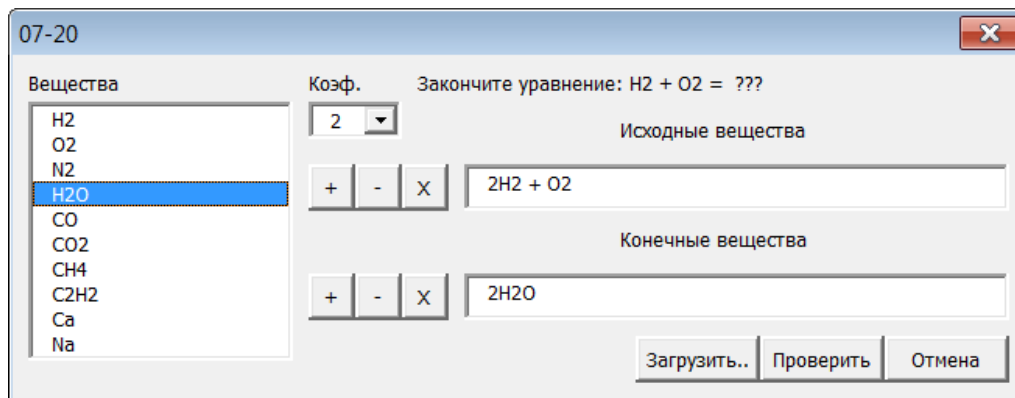 07-20
Вещества
Коэф.
Закончите уравнение: H2 + O2 = ???
H2
O2
N2
H2O
CO
CO2
CH4
C2H2
Ca
Na
2
Исходные вещества
+ - X
2H2 + O2
Конечные вещества
+ - X
2H2O
Загрузить.. Проверить Отмена